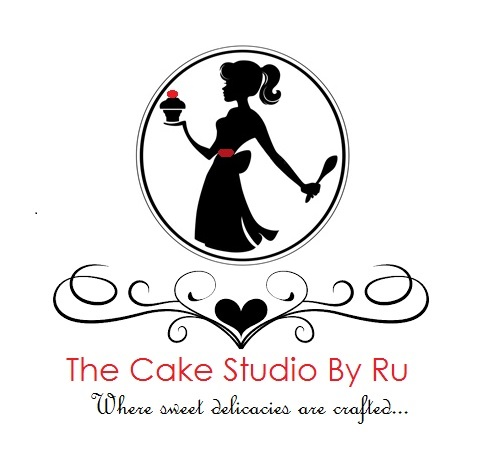 The Cake Studio By Ru
Where sweet delicacies are crafted...